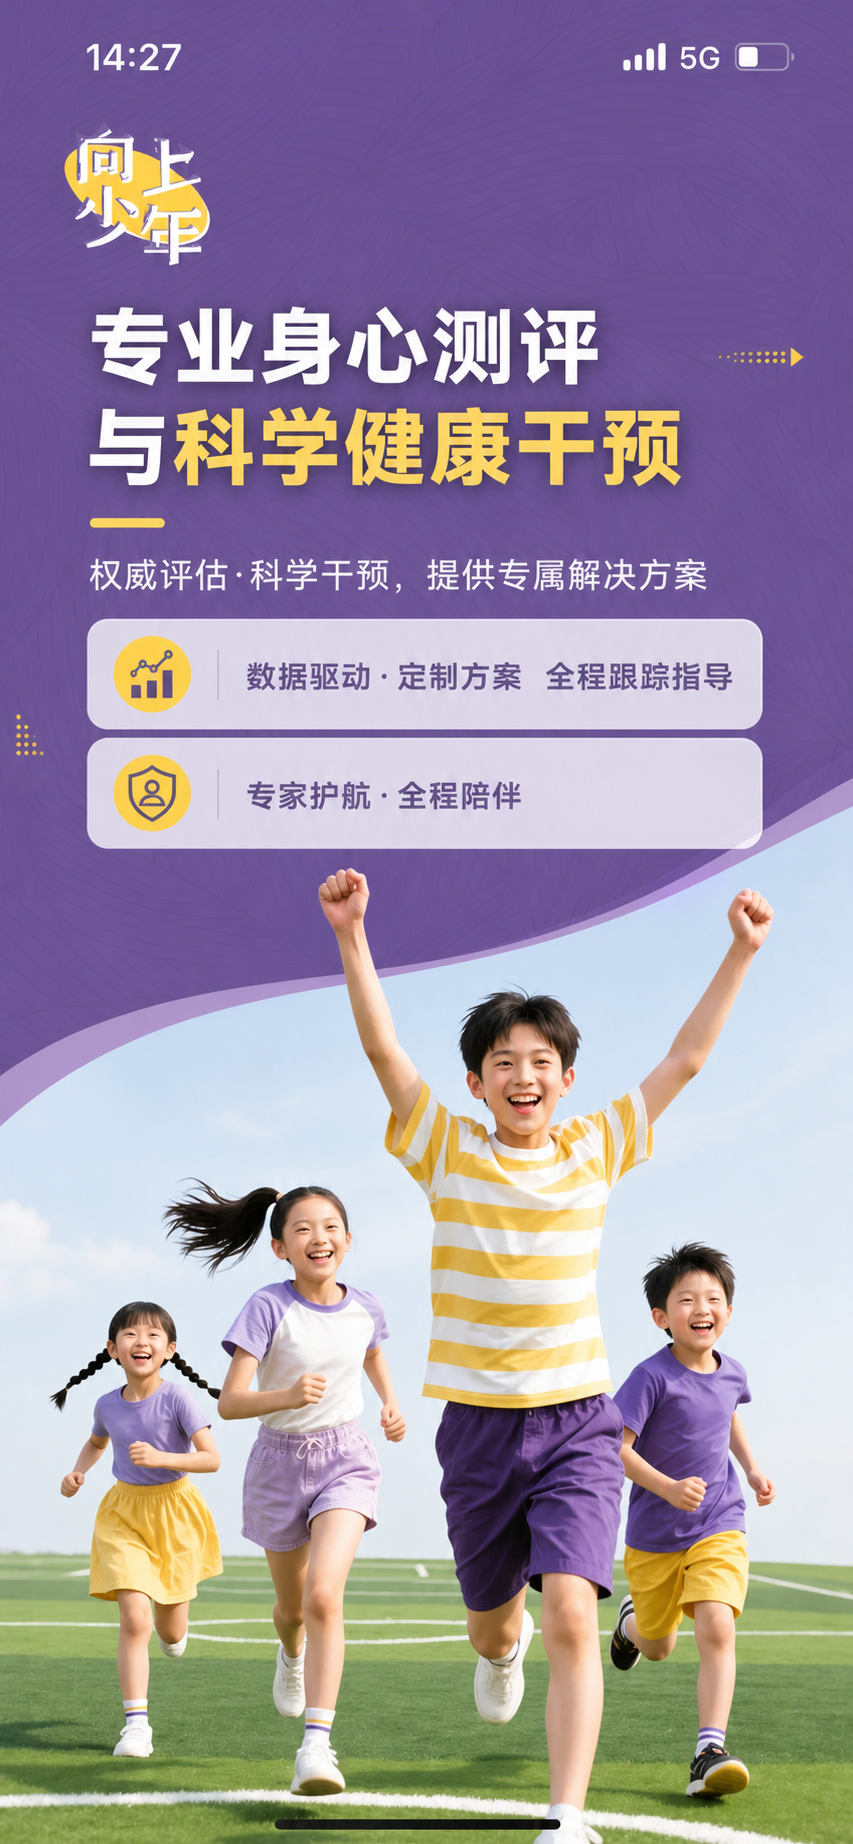 14:27
5G
向上
少年
专业身心测评
与科学健康干预
权威评估·科学干预，提供专属解决方案
数据驱动·定制方案 全程跟踪指导
专家护航·全程陪伴